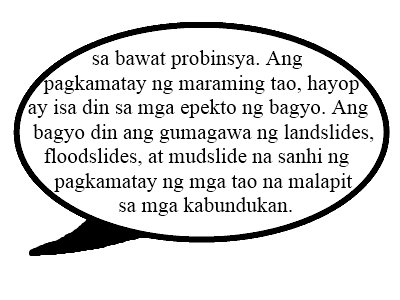 sa bawat probinsya. Ang
pagkamatay ng maraming tao, hayop
ay isa din sa mga epekto ng bagyo. Ang
bagyo din ang gumagawa ng landslides,
floodslides, at mudslide na sanhi ng
pagkamatay ng mga tao na malapit
sa mga kabundukan.